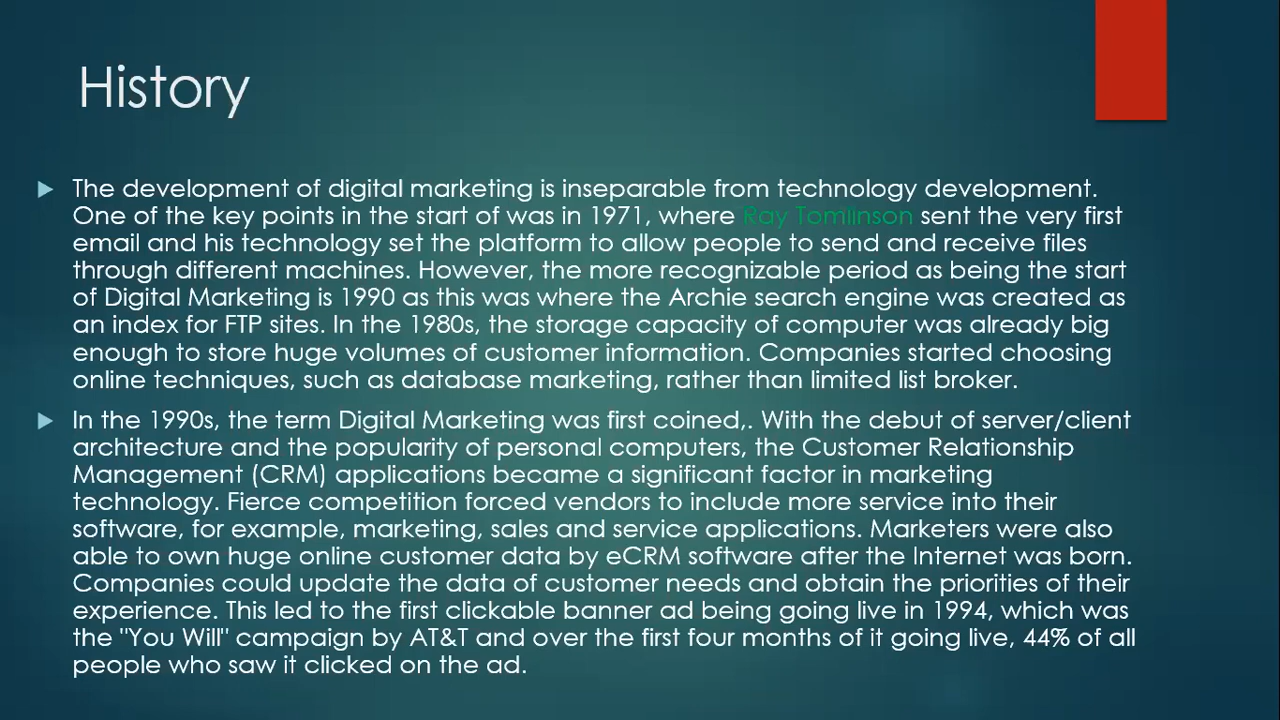 History
The development of digital marketing is inseparable from technology development.
One of the key points in the start of was in 1971, where Ray Tomlinson sent the very first
email and his technology set the platform to allow people to send and receive files
through different machines. However, the more recognizable period as being the start
of Digital Marketing is 1990 as this was where the Archie search engine was created as
an index for FTP sites. In the 1980s, the storage capacity of computer was already big
enough to store huge volumes of customer information. Companies started choosing
online techniques, such as database marketing, rather than limited list broker.
In the 1990s, the term Digital Marketing was first coined,. With the debut of server/client
architecture and the popularity of personal computers, the Customer Relationship
Management (CRM) applications became a significant factor in marketing
technology. Fierce competition forced vendors to include more service into their
software, for example, marketing, sales and service applications. Marketers were also
able to own huge online customer data by eCRM software after the Internet was born.
Companies could update the data of customer needs and obtain the priorities of their
experience. This led to the first clickable banner ad being going live in 1994, which was
the "You Will" campaign by AT&T and over the first four months of it going live, 44% of all
people who saw it clicked on the ad.